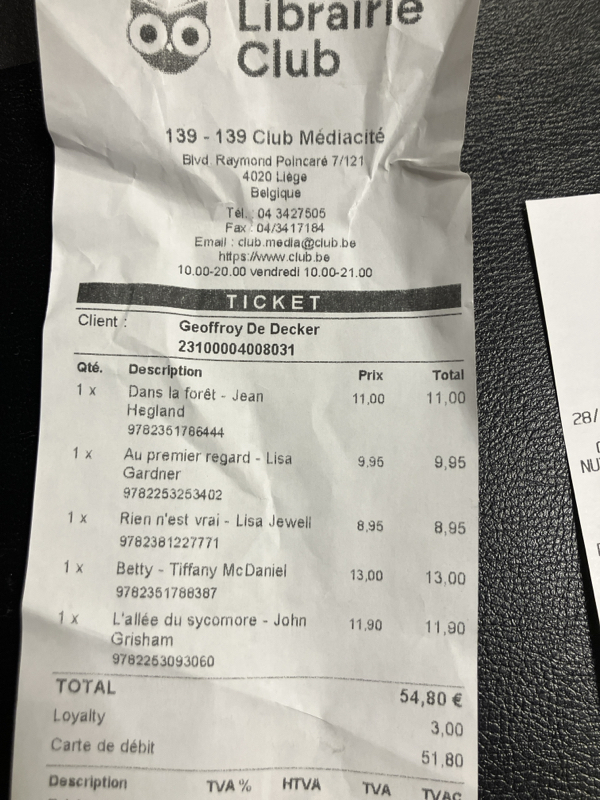 Librairie
Club
139 - 139 Club Médiacité
Blvd. Raymond Poincaré 7/121
4020 Liège
Belgique
Tél. : 04 3427505
Fax : 04/3417184
Email : club.media@club.be
https://www.club.be
10.00-20.00 vendredi 10.00-21.00
TICKET
Client : Geoffroy De Decker
23100004008031
Qté. Description Prix Total
1 x Dans la forêt - Jean 11,00 11,00
Hegland
9782351786444
1 x Au premier regard - Lisa 9,95 9,95
Gardner
9782253253402
1 x Rien n'est vrai - Lisa Jewell 8,95 8,95
9782381227771
1 x Betty - Tiffany McDaniel 13,00 13,00
9782351788387
1 x L'allée du sycomore - John 11,90 11,90
Grisham
9782253093060
TOTAL 54,80 €
Loyalty 3,00
Carte de débit 51,80
Description TVA % HTVA TVA TVAC
28/